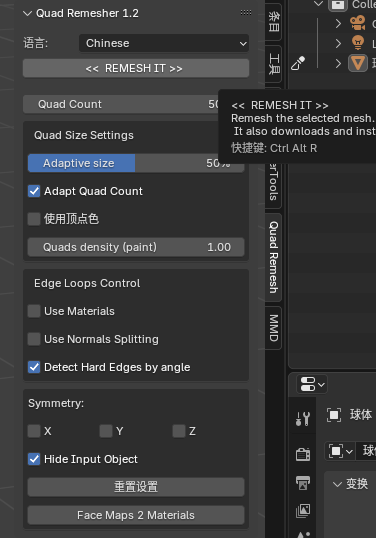 Quad Remesher 1.2
语言:
Chinese
<< REMESH IT >>
Quad Count
Quad Size Settings
Adaptive size
50%
Adapt Quad Count
使用顶点色
Quads density (paint)
1.00
Edge Loops Control
Use Materials
Use Normals Splitting
Detect Hard Edges by angle
Symmetry:
X
Y
Z
Hide Input Object
重置设置
Face Maps 2 Materials
条目
工具
erTools
Quad Remesh
MMD
<< REMESH IT >>
Remesh the selected mesh.
It also downloads and inst
快捷键: Ctrl Alt R
Colle
球体
变换